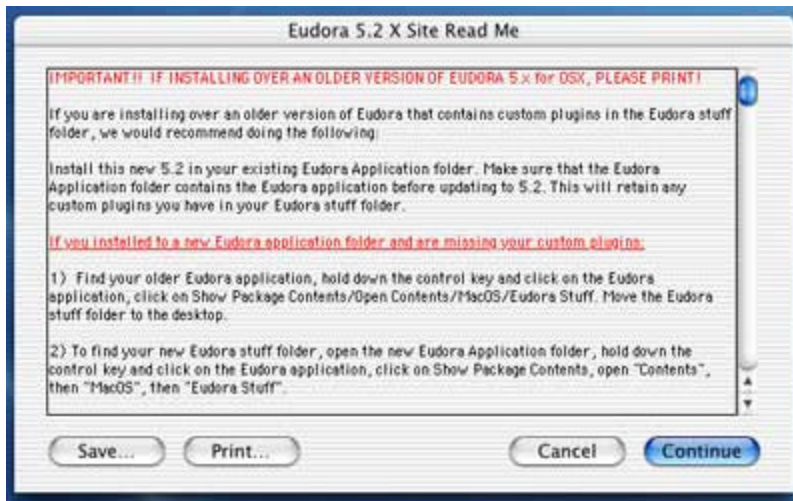 Eudora 5.2 X Site Read Me
IMPORTANT!! IF INSTALLING OVER AN OLDER VERSION OF EUDORA 5.x for OSX, PLEASE PRINT!
If you are installing over an older version of Eudora that contains custom plugins in the Eudora stuff
folder, we would recommend doing the following:
Install this new 5.2 in your existing Eudora Application folder. Make sure that the Eudora
Application folder contains the Eudora application before updating to 5.2. This will retain any
custom plugins you have in your Eudora stuff folder.
If you installed to a new Eudora application folder and are missing your custom plugins:
1) Find your older Eudora application, hold down the control key and click on the Eudora
application, click on Show Package Contents/Open Contents/MacOS/Eudora Stuff. Move the Eudora
stuff folder to the desktop.
2) To find your new Eudora stuff folder, open the new Eudora Application folder, hold down the
control key and click on the Eudora application, click on Show Package Contents, open "Contents",
then "MacOS", then "Eudora Stuff".
Save... Print... Cancel Continue